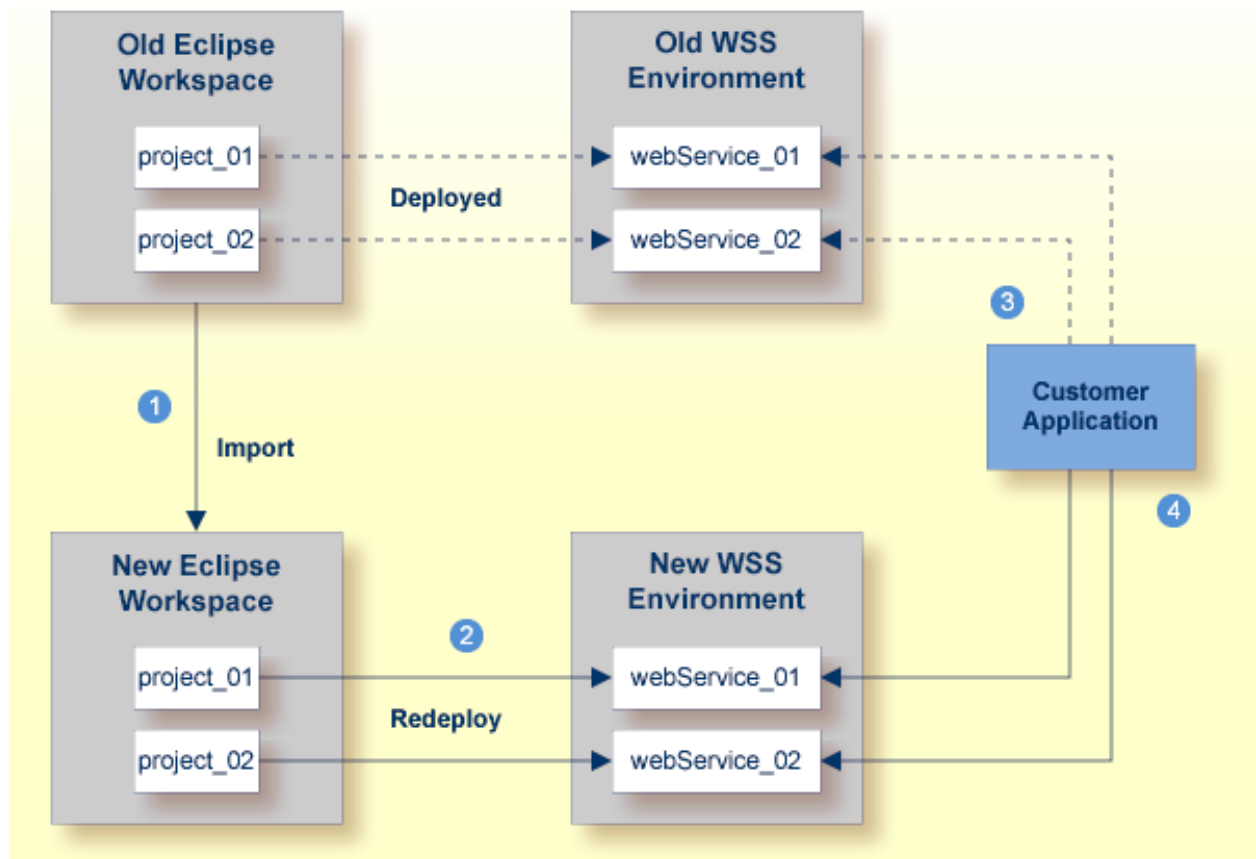 Old Eclipse
Workspace
project_01
project_02
Deployed
Old WSS
Environment
webService_01
webService_02
3
Customer
Application
4
1
Import
New Eclipse
Workspace
project_01
project_02
2
Redeploy
New WSS
Environment
webService_01
webService_02